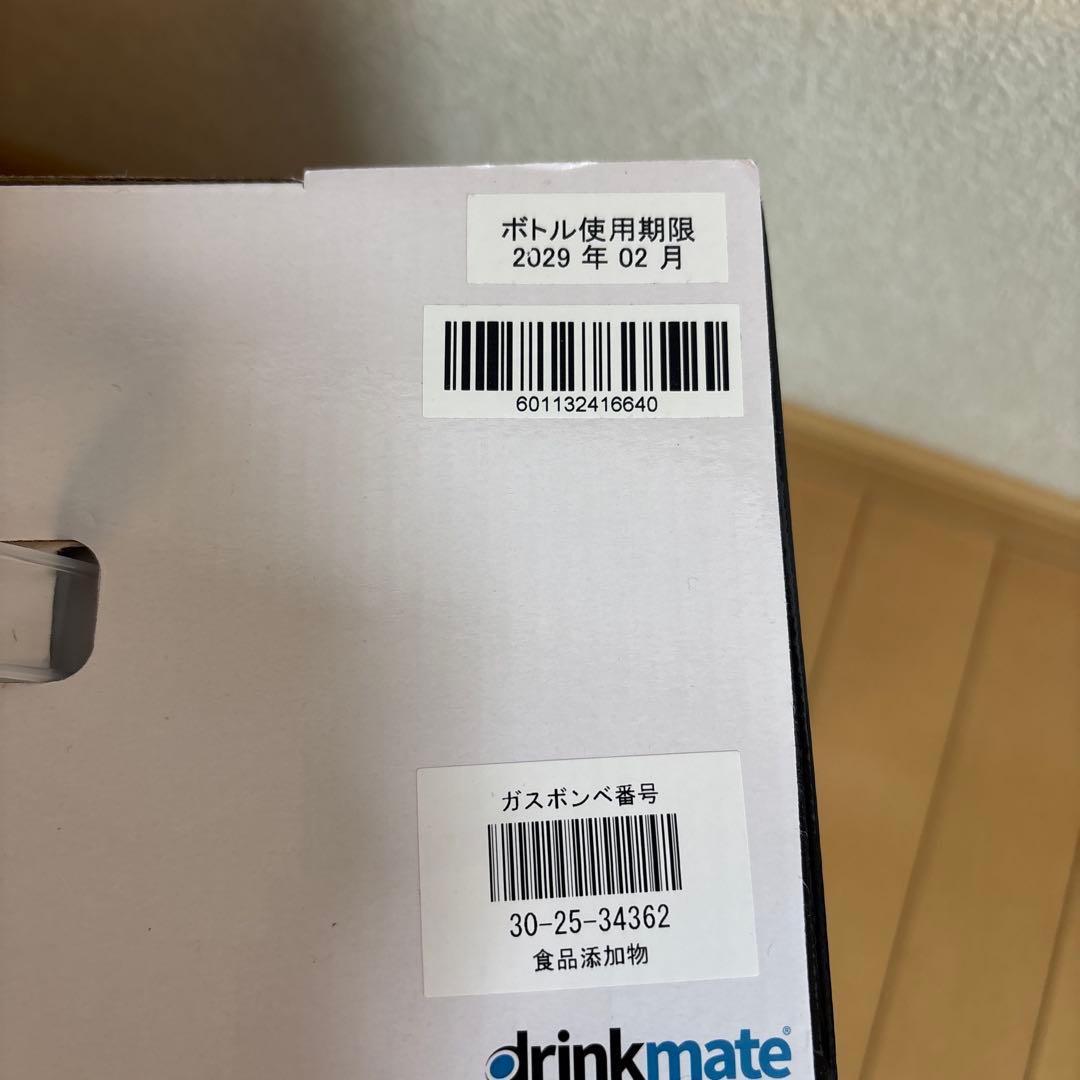 ボトル使用期限
2029 年 02 月
601132416640
ガスボンベ番号
30-25-34362
食品添加物
drinkmate®